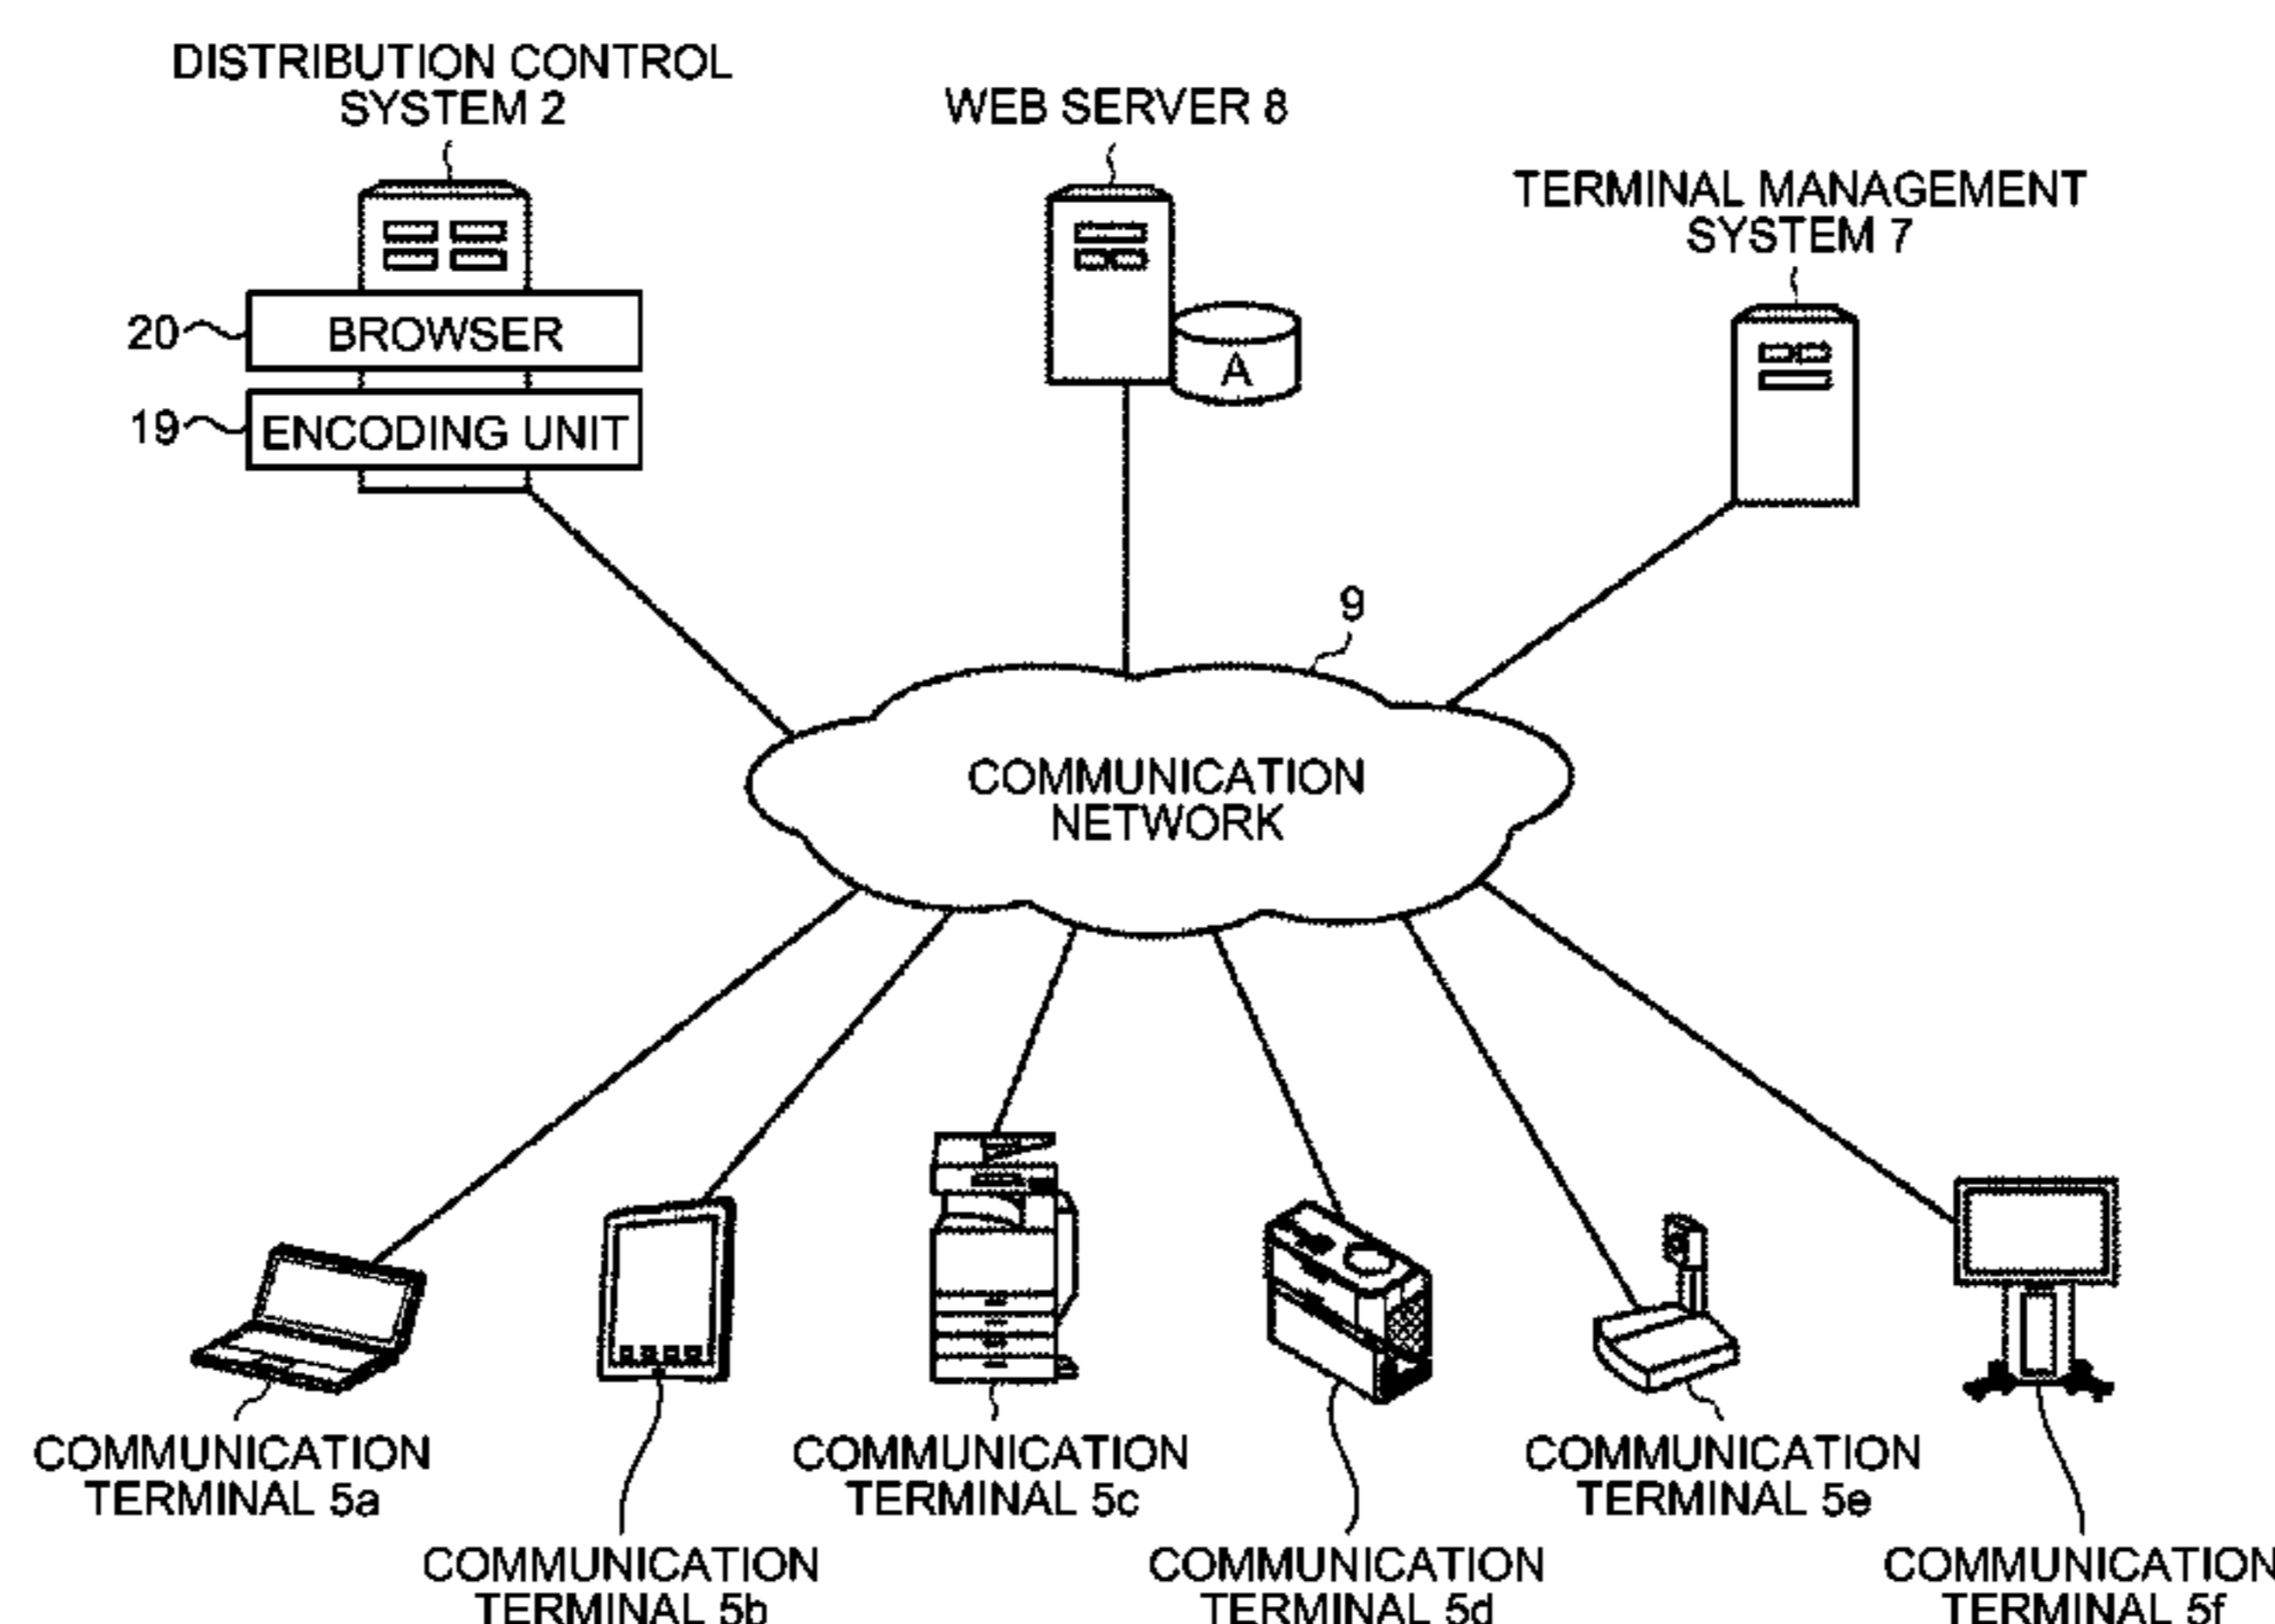 DISTRIBUTION CONTROL
SYSTEM 2
WEB SERVER 8
TERMINAL MANAGEMENT
SYSTEM 7
20
BROWSER
A
19
ENCODING UNIT
9
COMMUNICATION
NETWORK
COMMUNICATION
TERMINAL 5a
COMMUNICATION
TERMINAL 5b
COMMUNICATION
TERMINAL 5c
COMMUNICATION
TERMINAL 5d
COMMUNICATION
TERMINAL 5e
COMMUNICATION
TERMINAL 5f